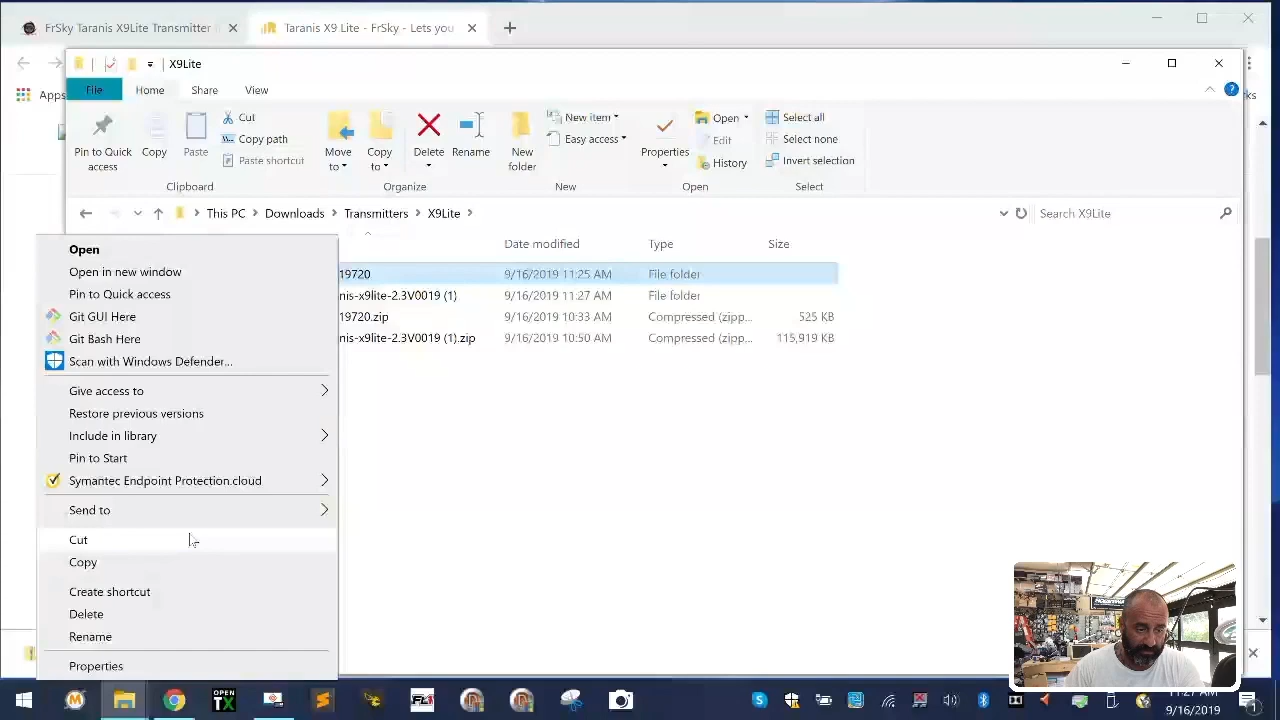 FrSky Taranis X9Lite Transmitter
Taranis X9 Lite - FrSky - Lets you
Apps
ks
X9Lite
File
Home
Share
View
Pin to Quick
access
Copy
Paste
Cut
Copy path
Paste shortcut
Clipboard
Move
to
Copy
to
Delete
Rename
Organize
New
folder
New item
Easy access
New
Properties
Open
Edit
History
Open
Select all
Select none
Invert selection
Select
This PC > Downloads > Transmitters > X9Lite >
Search X9Lite
Date modified
Type
Size
19720 9/16/2019 11:25 AM File folder
nis-x9lite-2.3V0019 (1) 9/16/2019 11:27 AM File folder
19720.zip 9/16/2019 10:33 AM Compressed (zipp... 525 KB
nis-x9lite-2.3V0019 (1).zip 9/16/2019 10:50 AM Compressed (zipp... 115,919 KB
Open
Open in new window
Pin to Quick access
Git GUI Here
Git Bash Here
Scan with Windows Defender...
Give access to
Restore previous versions
Include in library
Pin to Start
Symantec Endpoint Protection.cloud
Send to
Cut
Copy
Create shortcut
Delete
Rename
Properties
OPEN
TX
11:27 AM
9/16/2019